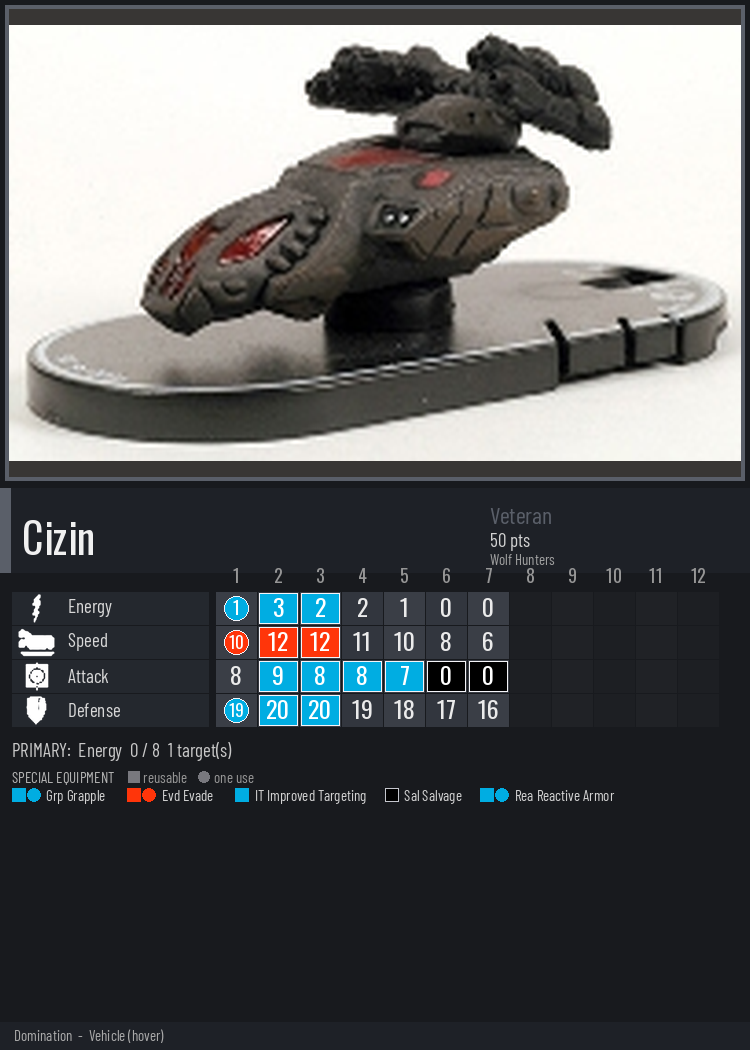 Cizin
Veteran
50 pts
Wolf Hunters
1 2 3 4 5 6 7 8 9 10 11 12
Energy 1 3 2 2 1 0 0
Speed 10 12 12 11 10 8 6
Attack 8 9 8 8 7 0 0
Defense 19 20 20 19 18 17 16
PRIMARY: Energy 0 / 8 1 target(s)
SPECIAL EQUIPMENT reusable one use
Grp Grapple Evd Evade IT Improved Targeting Sal Salvage Rea Reactive Armor
Domination - Vehicle (hover)